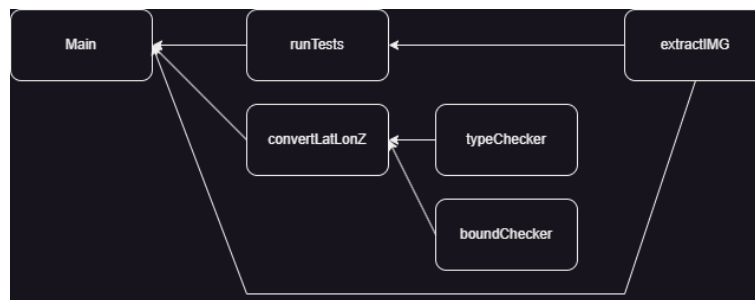 Main
runTests
extractIMG
convertLatLonZ
typeChecker
boundChecker